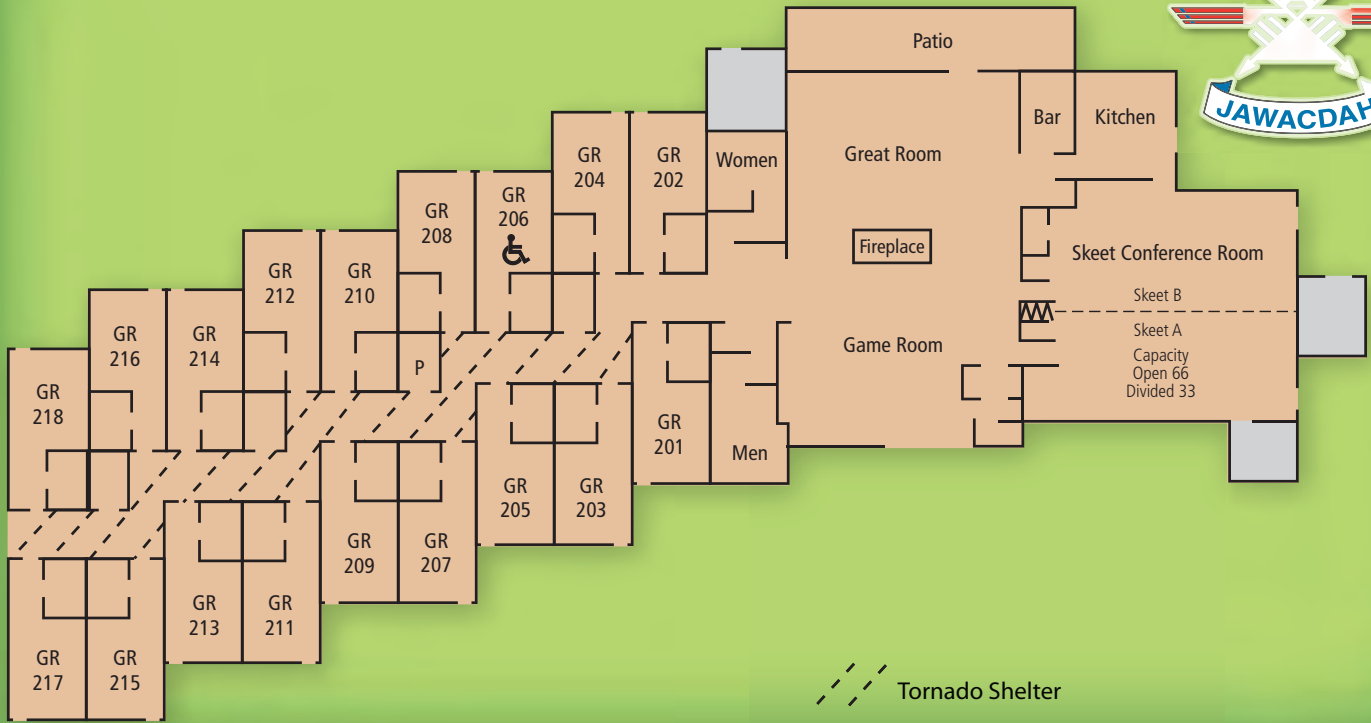 Patio
JAWACDAH
Bar
Kitchen
Great Room
Women
GR
204
GR
202
GR
206
GR
208
Fireplace
Skeet Conference Room
GR
212
GR
210
Skeet B
Skeet A
Capacity
Open 66
Divided 33
GR
216
GR
214
Game Room
P
GR
218
GR
201
Men
GR
205
GR
203
GR
209
GR
207
GR
213
GR
211
GR
217
GR
215
Tornado Shelter